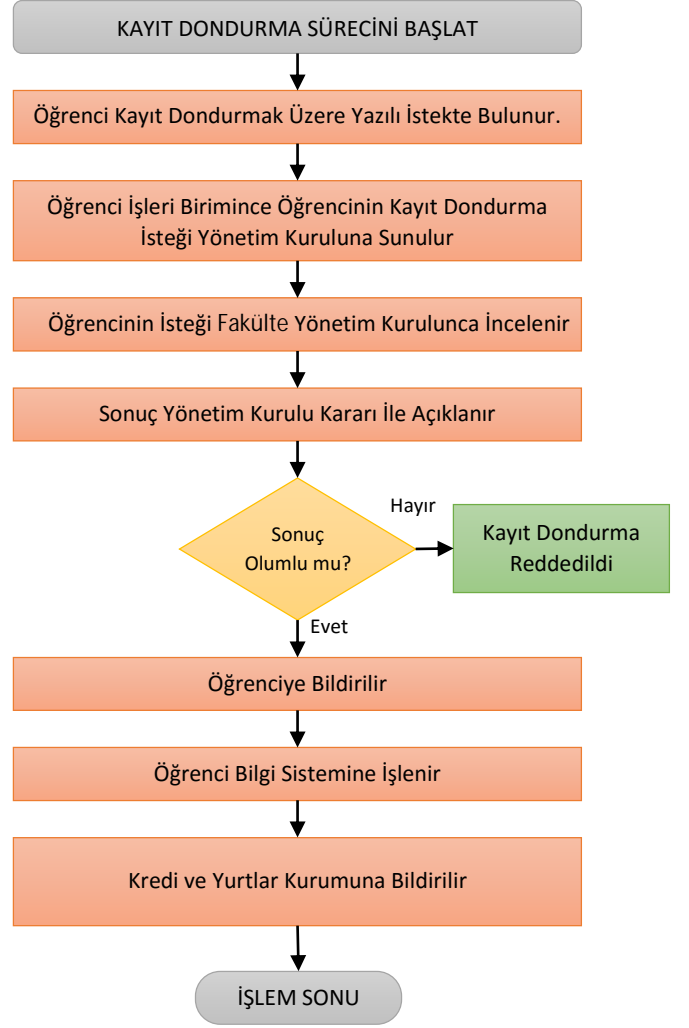 KAYIT DONDURMA SÜRECİNİ BAŞLAT
Öğrenci Kayıt Dondurmak Üzere Yazılı İstekte Bulunur.
Öğrenci İşleri Birimince Öğrencinin Kayıt Dondurma
İsteği Yönetim Kuruluna Sunulur
Öğrencinin İsteği Fakülte Yönetim Kurulunca İncelenir
Sonuç Yönetim Kurulu Kararı İle Açıklanır
Sonuç
Olumlu mu?
Hayır
Kayıt Dondurma
Reddedildi
Evet
Öğrenciye Bildirilir
Öğrenci Bilgi Sistemine İşlenir
Kredi ve Yurtlar Kurumuna Bildirilir
İŞLEM SONU